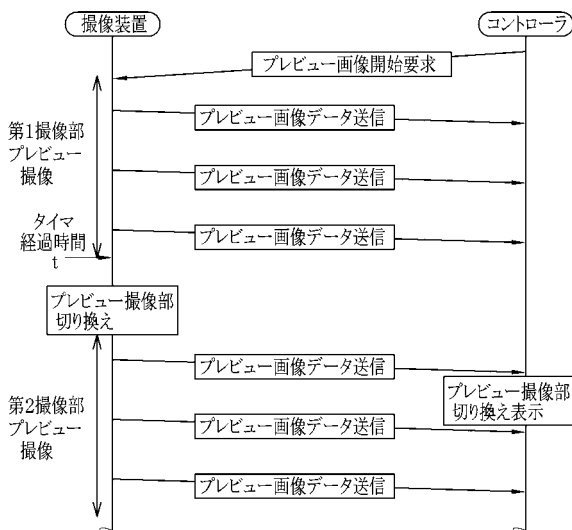 撮像装置
コントローラ
プレビュー画像開始要求
第1撮像部
プレビュー
撮像
プレビュー画像データ送信
プレビュー画像データ送信
プレビュー画像データ送信
タイマ
経過時間
t
プレビュー撮像部
切り換え
プレビュー画像データ送信
第2撮像部
プレビュー
撮像
プレビュー撮像部
切り換え表示
プレビュー画像データ送信
プレビュー画像データ送信